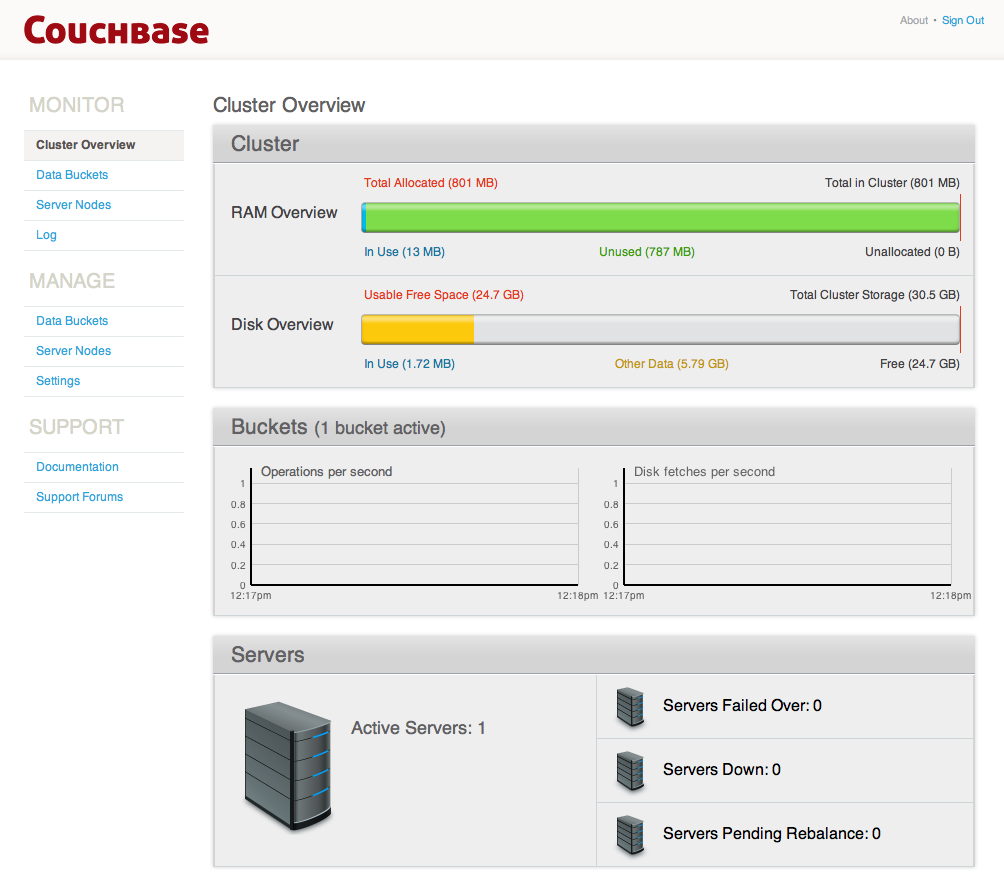 COUCHBASE
About • Sign Out
MONITOR
Cluster Overview
Data Buckets
Server Nodes
Log
MANAGE
Data Buckets
Server Nodes
Settings
SUPPORT
Documentation
Support Forums
Cluster Overview
Cluster
Total Allocated (801 MB) Total in Cluster (801 MB)
RAM Overview
In Use (13 MB) Unused (787 MB) Unallocated (0 B)
Usable Free Space (24.7 GB) Total Cluster Storage (30.5 GB)
Disk Overview
In Use (1.72 MB) Other Data (5.79 GB) Free (24.7 GB)
Buckets (1 bucket active)
Operations per second
1
0.8
0.6
0.4
0.2
0
12:17pm 12:18pm
Disk fetches per second
1
0.8
0.6
0.4
0.2
0
12:17pm 12:18pm
Servers
Active Servers: 1
Servers Failed Over: 0
Servers Down: 0
Servers Pending Rebalance: 0